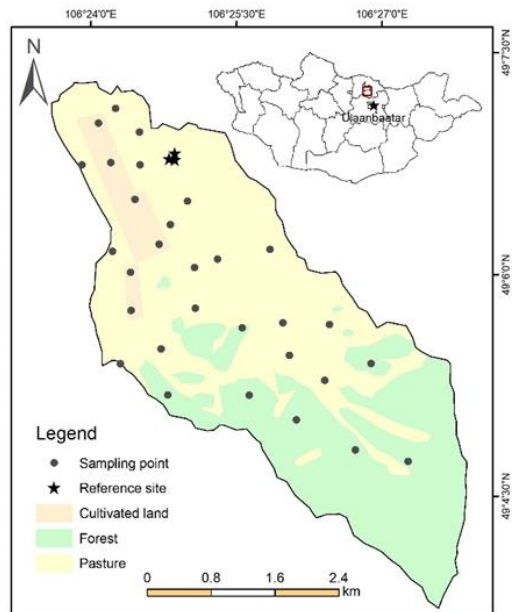 106°24'0"E 106°25'30"E 106°27'0"E
N
49°7'30"N
Ulaanbaatar
49°6'0"N
49°4'30"N
Legend
Sampling point
Reference site
Cultivated land
Forest
Pasture
0 0.8 1.6 2.4
km